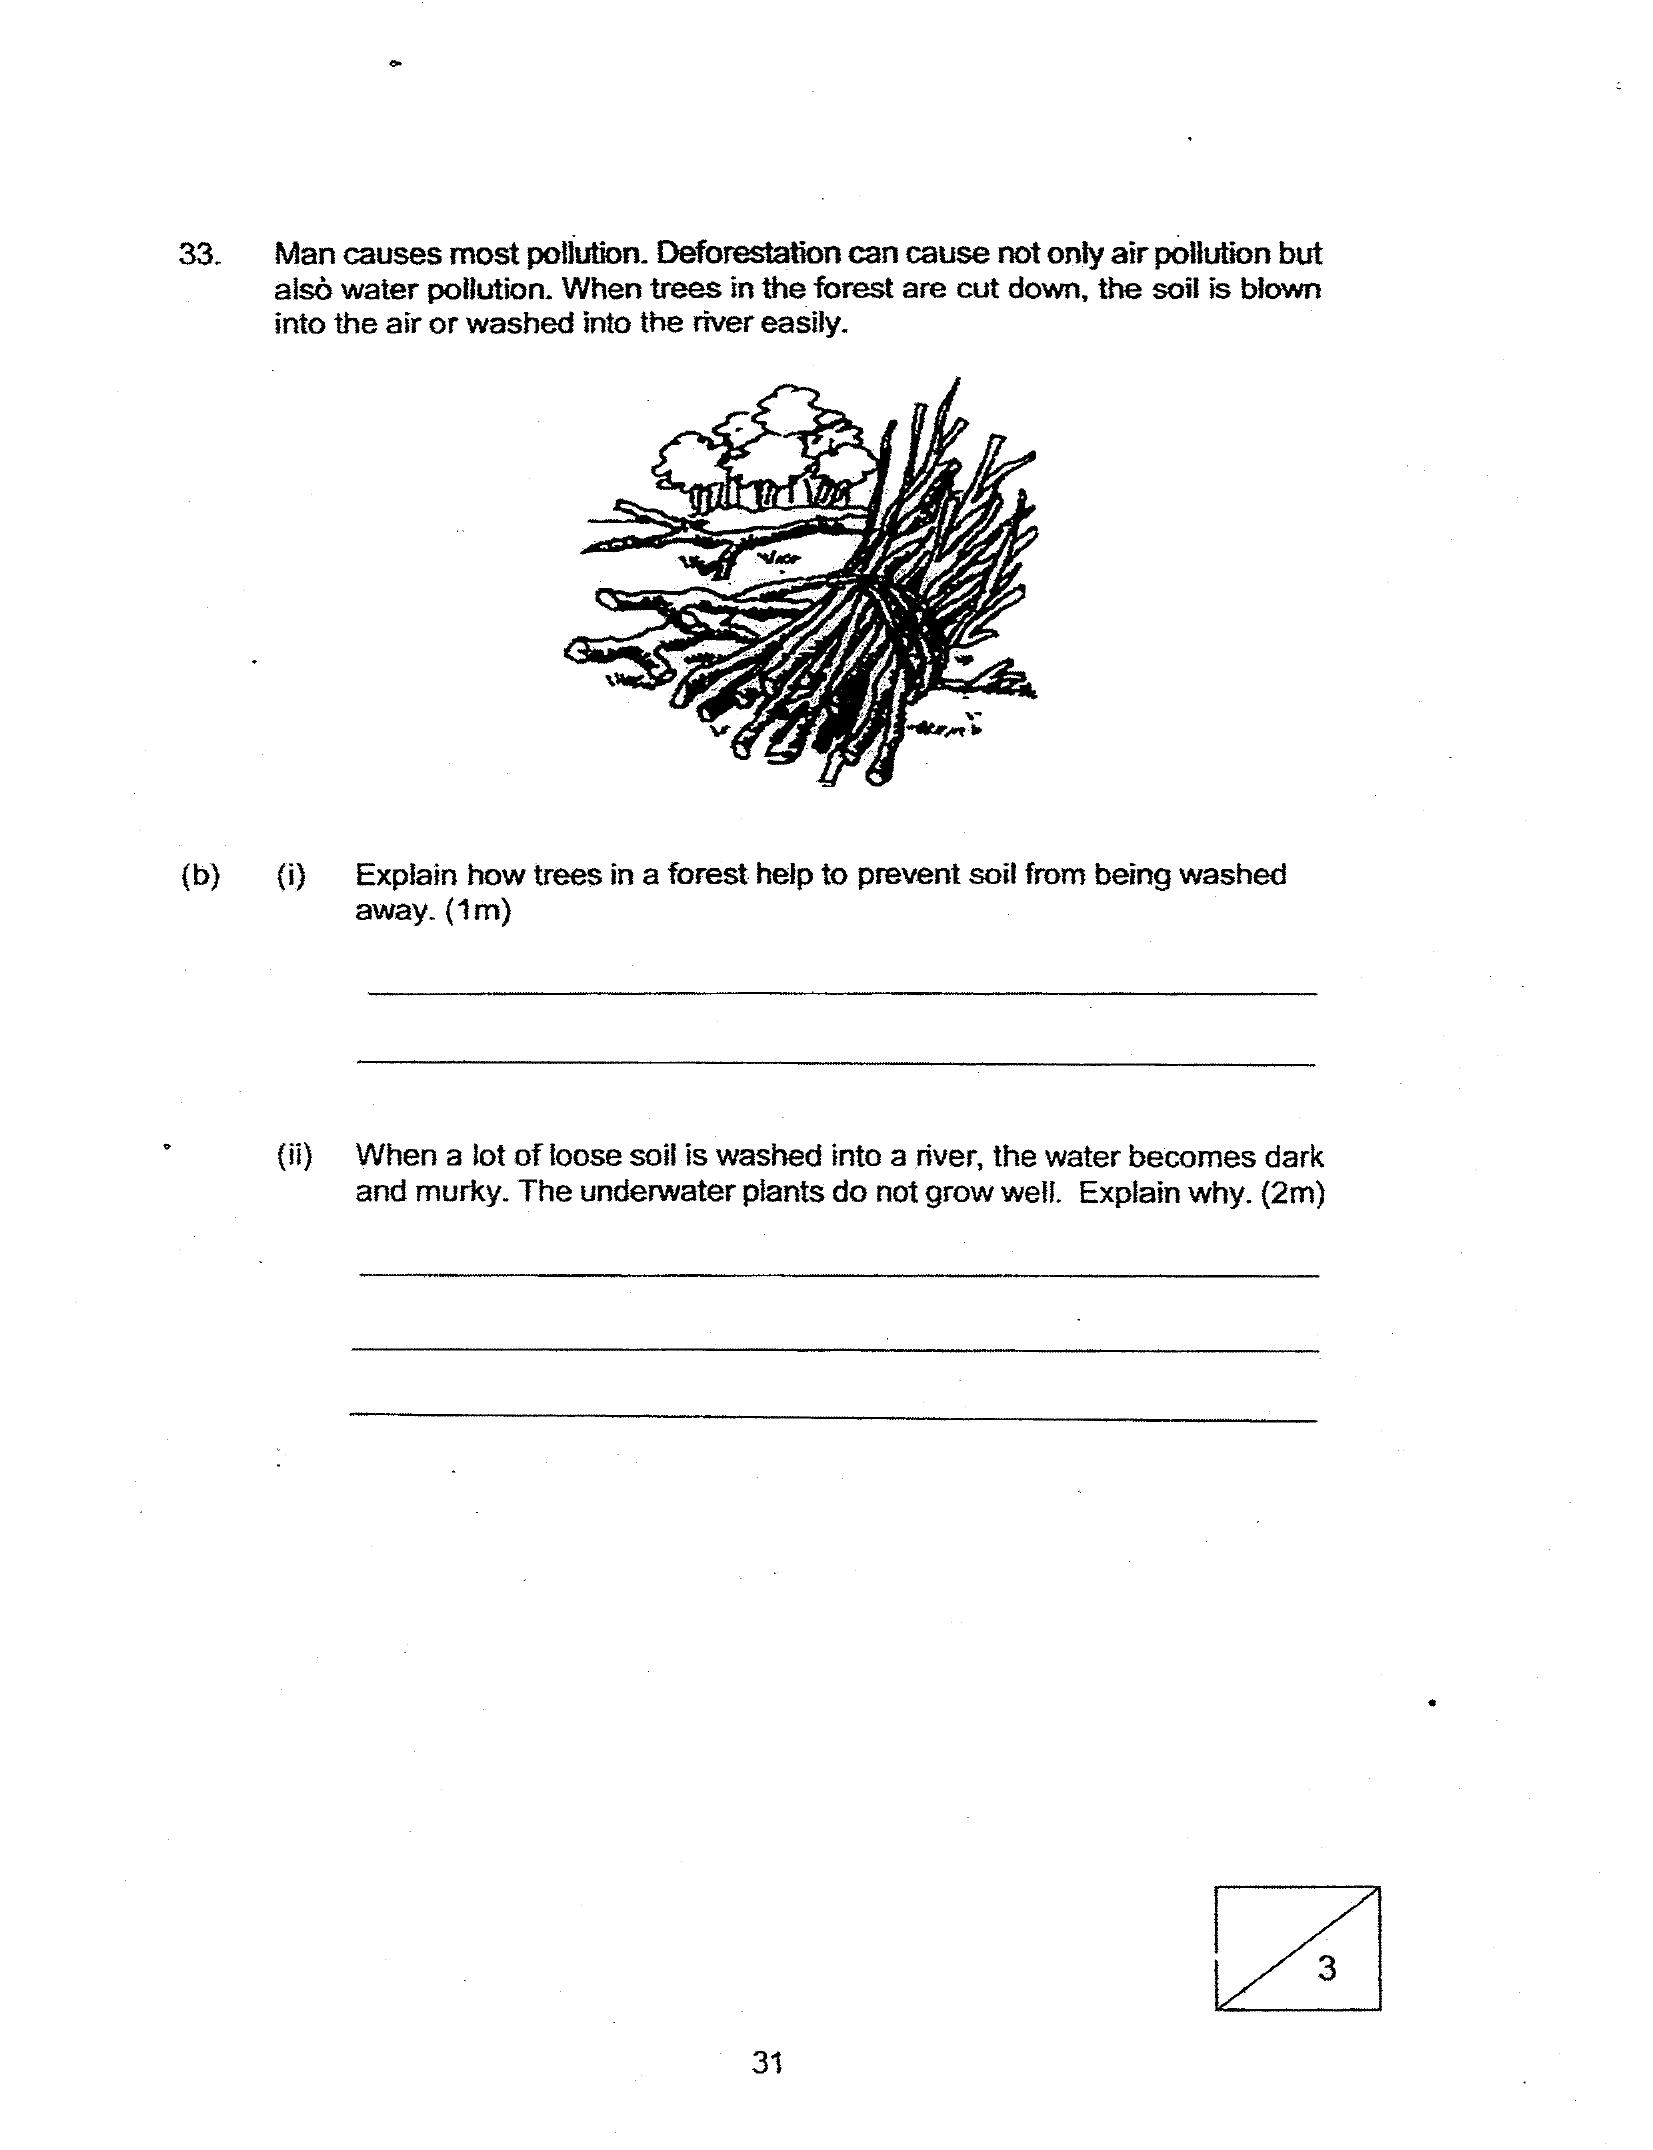 33. Man causes most pollution. Deforestation can cause not only air pollution but
also water pollution. When trees in the forest are cut down, the soil is blown
into the air or washed into the river easily.
(b) (i) Explain how trees in a forest help to prevent soil from being washed
away. (1m)
(ii) When a lot of loose soil is washed into a river, the water becomes dark
and murky. The underwater plants do not grow well. Explain why. (2m)
3
31